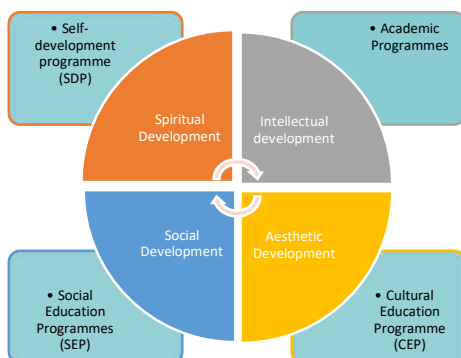 • Self-
development
programme
(SDP)
• Academic
Programmes
Spiritual
Development
Intellectual
development
Social
Development
Aesthetic
Development
• Social
Education
Programmes
(SEP)
• Cultural
Education
Programme
(CEP)